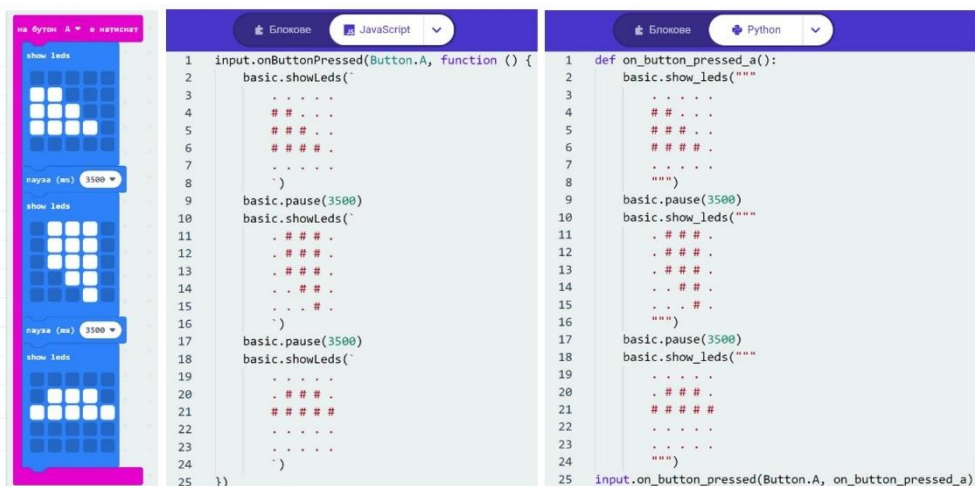 на бутон A е натиснат
show leds
пауза (ms) 3500
show leds
пауза (ms) 3500
show leds
Блокове JavaScript
1 input.onButtonPressed(Button.A, function () {
2 basic.showLeds(`
3 . . . . .
4 # # . . .
5 # # # . .
6 # # # # .
7 . . . . .
8 `)
9 basic.pause(3500)
10 basic.showLeds(`
11 . # # # .
12 . # # # .
13 . # # # .
14 . . # # .
15 . . . # .
16 `)
17 basic.pause(3500)
18 basic.showLeds(`
19 . . . . .
20 . # # # .
21 # # # # #
22 . . . . .
23 . . . . .
24 `)
25 })
Блокове Python
1 def on_button_pressed_a():
2 basic.show_leds("""
3 . . . . .
4 # # . . .
5 # # # . .
6 # # # # .
7 . . . . .
8 """)
9 basic.pause(3500)
10 basic.show_leds("""
11 . # # # .
12 . # # # .
13 . # # # .
14 . . # # .
15 . . . # .
16 """)
17 basic.pause(3500)
18 basic.show_leds("""
19 . . . . .
20 . # # # .
21 # # # # #
22 . . . . .
23 . . . . .
24 """)
25 input.on_button_pressed(Button.A, on_button_pressed_a)